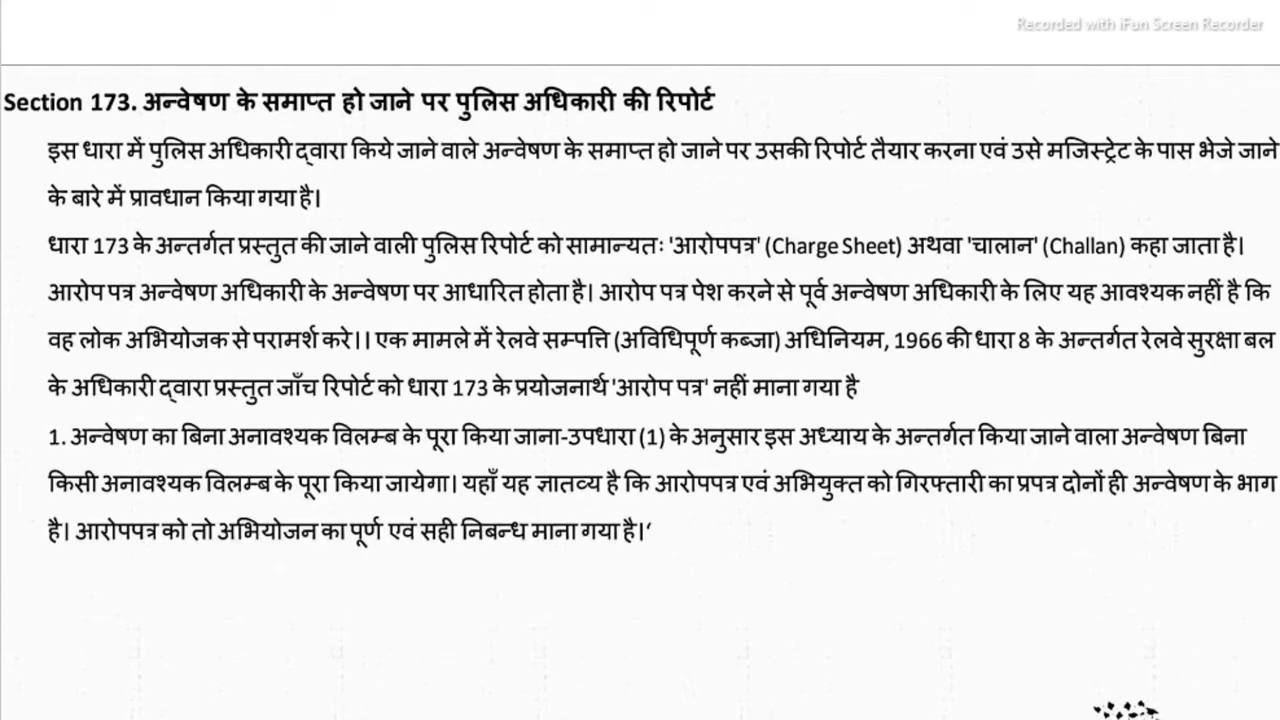 Recorded with iFun Screen Recorder
Section 173. अन्वेषण के समाप्त हो जाने पर पुलिस अधिकारी की रिपोर्ट
इस धारा में पुलिस अधिकारी द्वारा किये जाने वाले अन्वेषण के समाप्त हो जाने पर उसकी रिपोर्ट तैयार करना एवं उसे मजिस्ट्रेट के पास भेजे जाने
के बारे में प्रावधान किया गया है।
धारा 173 के अन्तर्गत प्रस्तुत की जाने वाली पुलिस रिपोर्ट को सामान्यतः 'आरोपपत्र' (Charge Sheet) अथवा 'चालान' (Challan) कहा जाता है।
आरोप पत्र अन्वेषण अधिकारी के अन्वेषण पर आधारित होता है। आरोप पत्र पेश करने से पूर्व अन्वेषण अधिकारी के लिए यह आवश्यक नहीं है कि
वह लोक अभियोजक से परामर्श करे।। एक मामले में रेलवे सम्पत्ति (अविधिपूर्ण कब्जा) अधिनियम, 1966 की धारा 8 के अन्तर्गत रेलवे सुरक्षा बल
के अधिकारी द्वारा प्रस्तुत जाँच रिपोर्ट को धारा 173 के प्रयोजनार्थ 'आरोप पत्र' नहीं माना गया है
1. अन्वेषण का बिना अनावश्यक विलम्ब के पूरा किया जाना-उपधारा (1) के अनुसार इस अध्याय के अन्तर्गत किया जाने वाला अन्वेषण बिना
किसी अनावश्यक विलम्ब के पूरा किया जायेगा। यहाँ यह ज्ञातव्य है कि आरोपपत्र एवं अभियुक्त को गिरफ्तारी का प्रपत्र दोनों ही अन्वेषण के भाग
है। आरोपपत्र को तो अभियोजन का पूर्ण एवं सही निबन्ध माना गया है।‘